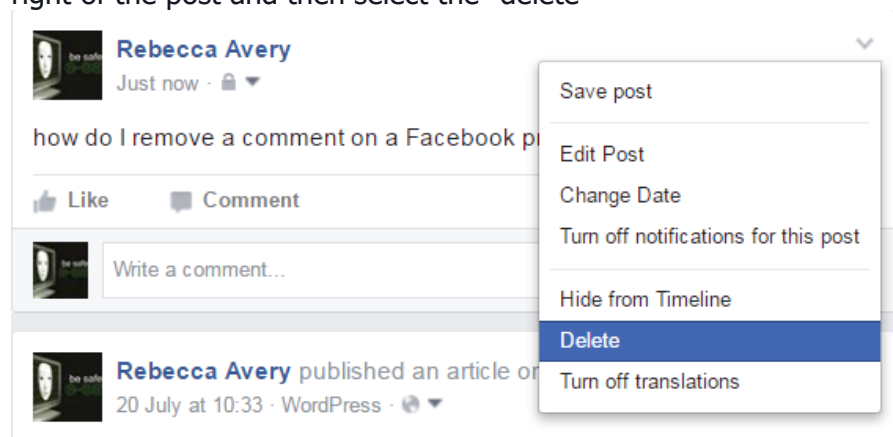 right of the post and then select the "delete"
Rebecca Avery
Just now ·
how do I remove a comment on a Facebook
Like Comment
Write a comment...
Save post
Edit Post
Change Date
Turn off notifications for this post
Hide from Timeline
Delete
Turn off translations
Rebecca Avery published an article
20 July at 10:33 · WordPress ·
be safe